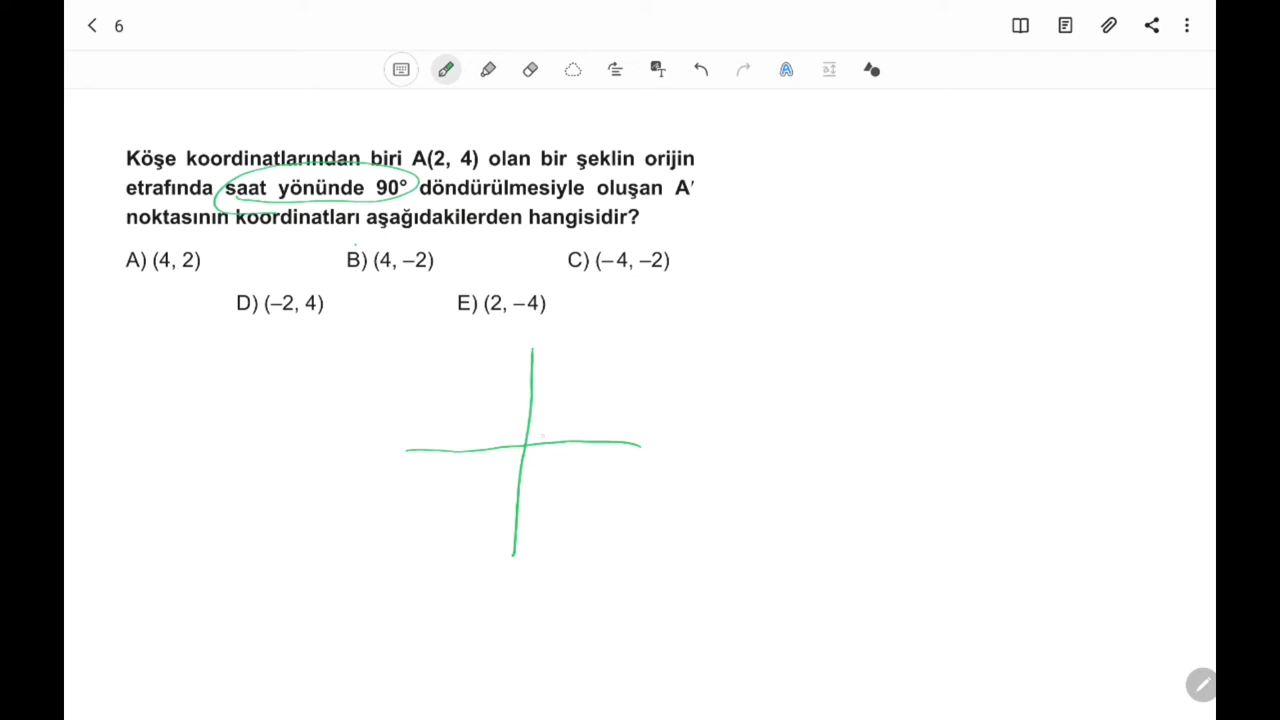 6
Köşe koordinatlarından biri A(2, 4) olan bir şeklin orijin
etrafında saat yönünde 90° döndürülmesiyle oluşan A′
noktasının koordinatları aşağıdakilerden hangisidir?
A) (4, 2) B) (4, –2) C) (–4, –2)
D) (–2, 4) E) (2, –4)